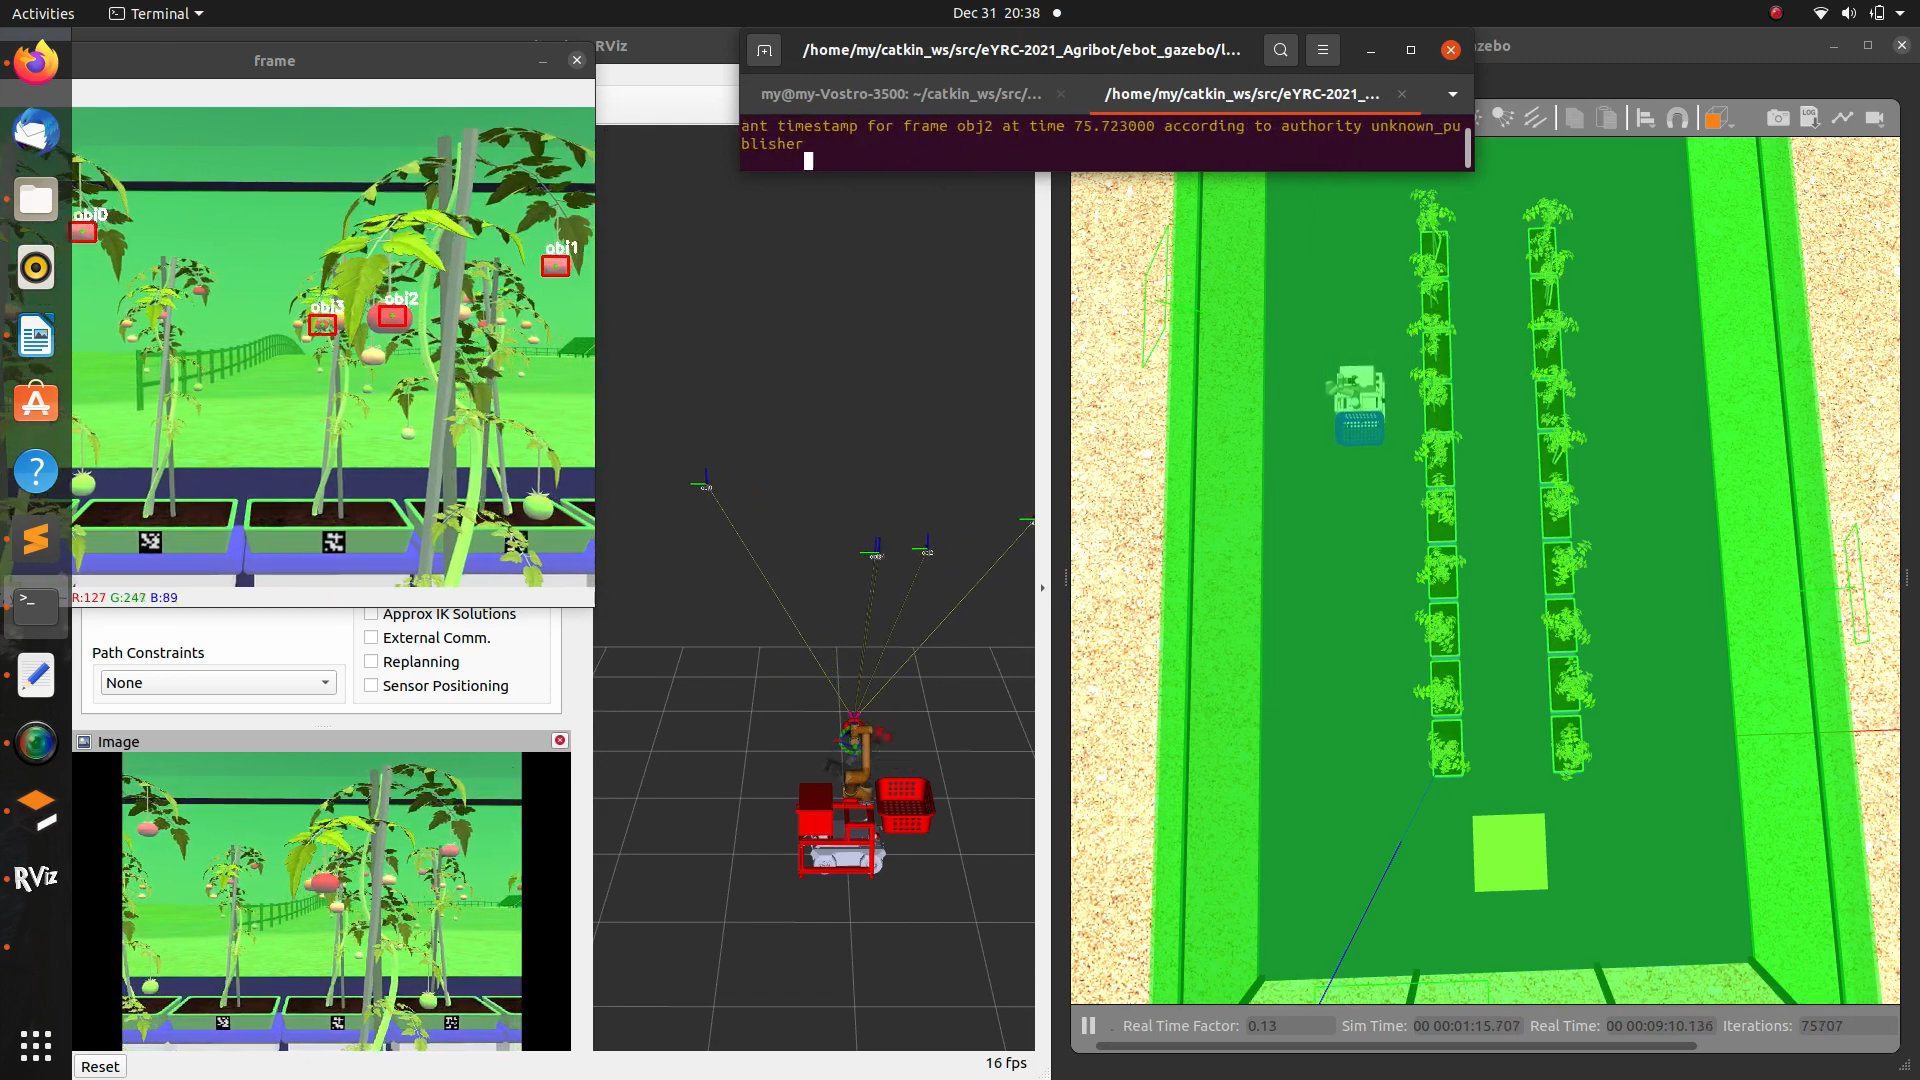 Activities
Terminal
Dec 31 20:38
frame
RViz
/home/my/catkin_ws/src/eYRC-2021_Agribot/ebot_gazebo/l...
zebo
my@my-Vostro-3500: ~/catkin_ws/src/...
/home/my/catkin_ws/src/eYRC-2021_...
ant timestamp for frame obj2 at time 75.723000 according to authority unknown_pu
blisher
LOG
obj0
obj1
obj3
obj2
R:127 G:247 B:89
Approx IK Solutions
External Comm.
Path Constraints
Replanning
None
Sensor Positioning
Image
RViz
Reset
16 fps
Real Time Factor: 0.13 Sim Time: 00 00:01:15.707 Real Time: 00 00:09:10.136 Iterations: 75707